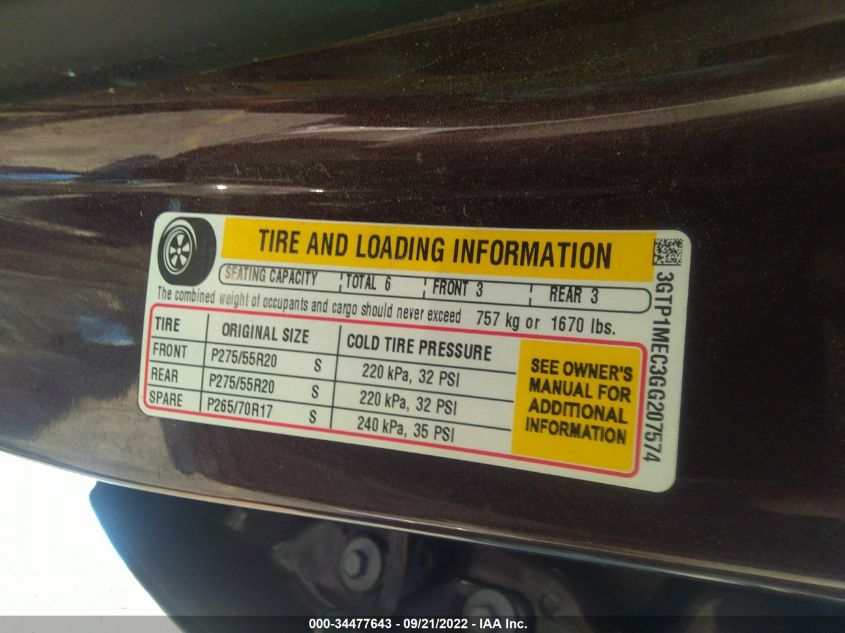 TIRE AND LOADING INFORMATION
SEATING CAPACITY TOTAL 6 FRONT 3 REAR 3
The combined weight of occupants and cargo should never exceed 757 kg or 1670 lbs.
TIRE ORIGINAL SIZE COLD TIRE PRESSURE
FRONT P275/55R20 S 220 kPa, 32 PSI
REAR P275/55R20 S 220 kPa, 32 PSI
SPARE P265/70R17 S 240 kPa, 35 PSI
SEE OWNER'S
MANUAL FOR
ADDITIONAL
INFORMATION
3GTP1MEC3GG207574
000-34477643 - 09/21/2022 - IAA Inc.